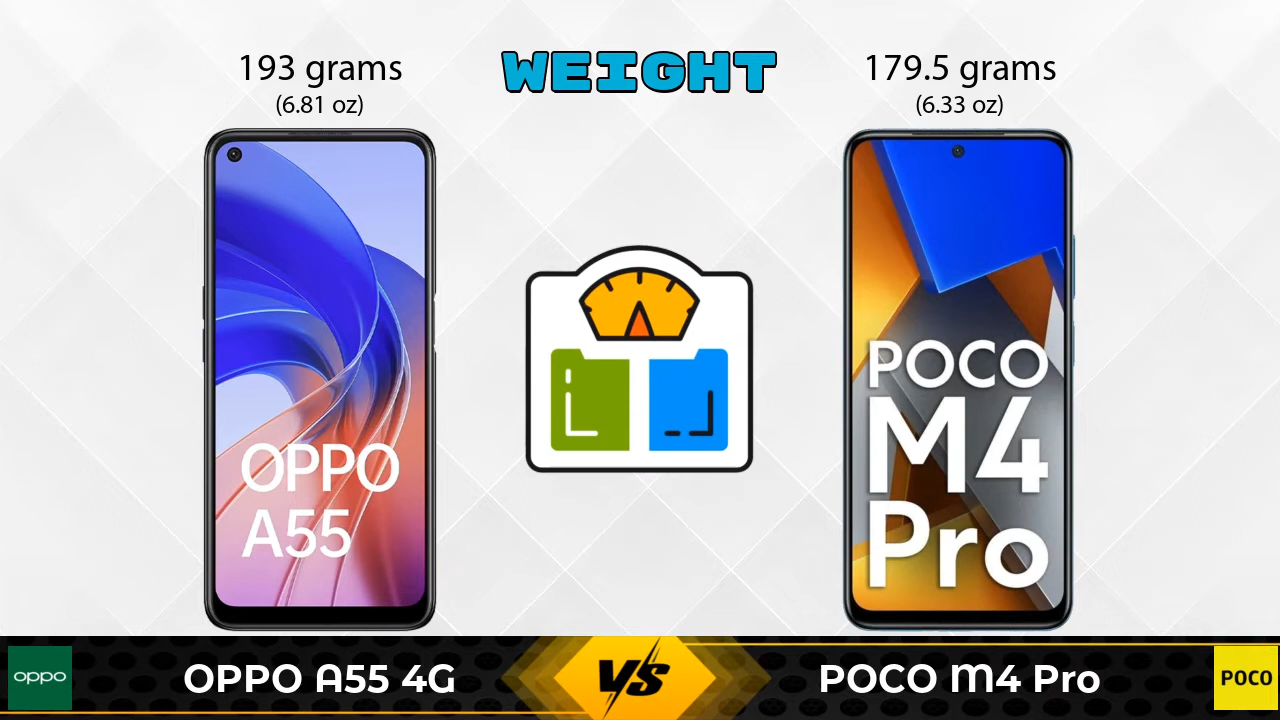 WEIGHT
193 grams
(6.81 oz)
179.5 grams
(6.33 oz)
OPPO
A55
POCO
M4
Pro
oppo
OPPO A55 4G
VS
POCO M4 Pro
POCO